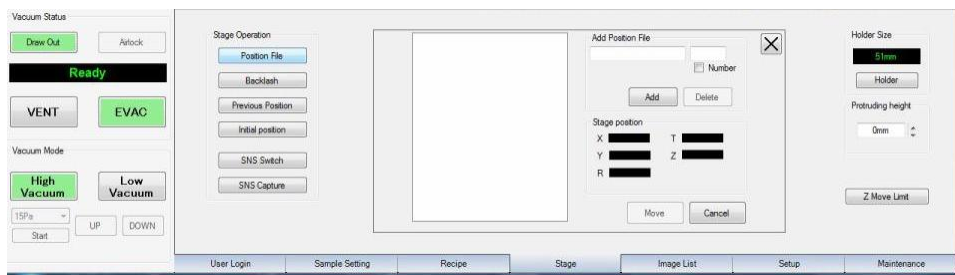 Vacuum Status
Draw Out
Airlock
Ready
VENT
EVAC
Vacuum Mode
High
Vacuum
Low
Vacuum
15Pa
Start
UP
DOWN
Stage Operation
Position File
Backlash
Previous Position
Initial position
SNS Switch
SNS Capture
Add Position File
Number
Add
Delete
Stage position
X
T
Y
Z
R
Move
Cancel
Holder Size
51mm
Holder
Protruding height
0mm
Z Move Limit
User Login
Sample Setting
Recipe
Stage
Image List
Setup
Maintenance